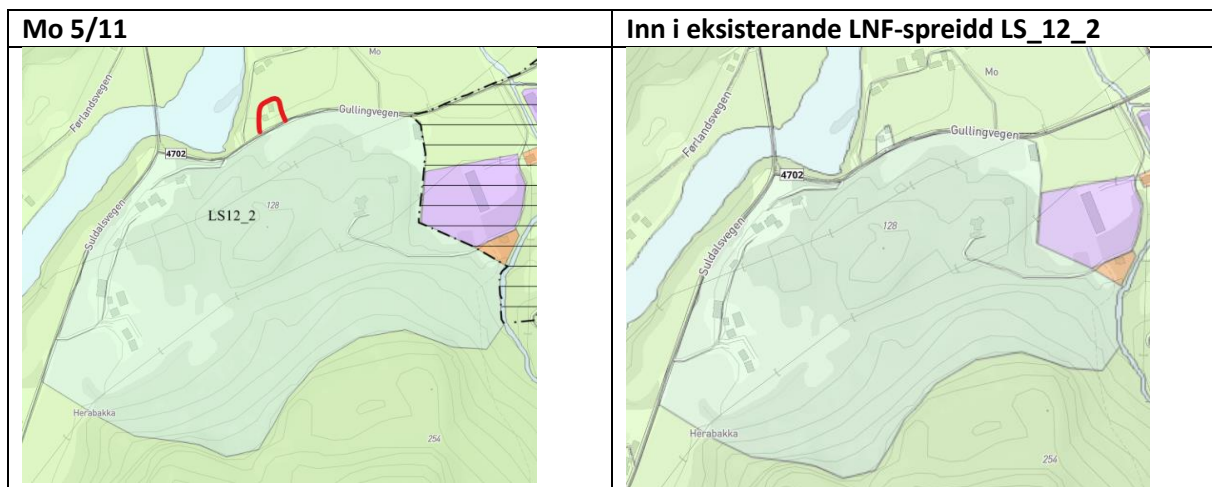 Mo 5/11
Inn i eksisterande LNF-spreidd LS_12_2
Mo
Førlandsvegen
Gullingvegen
4702
LS12_2
128
Suldalsvegen
Herabakka
254
Mo
Førlandsvegen
Gullingvegen
4702
128
Suldalsvegen
Herabakka
254